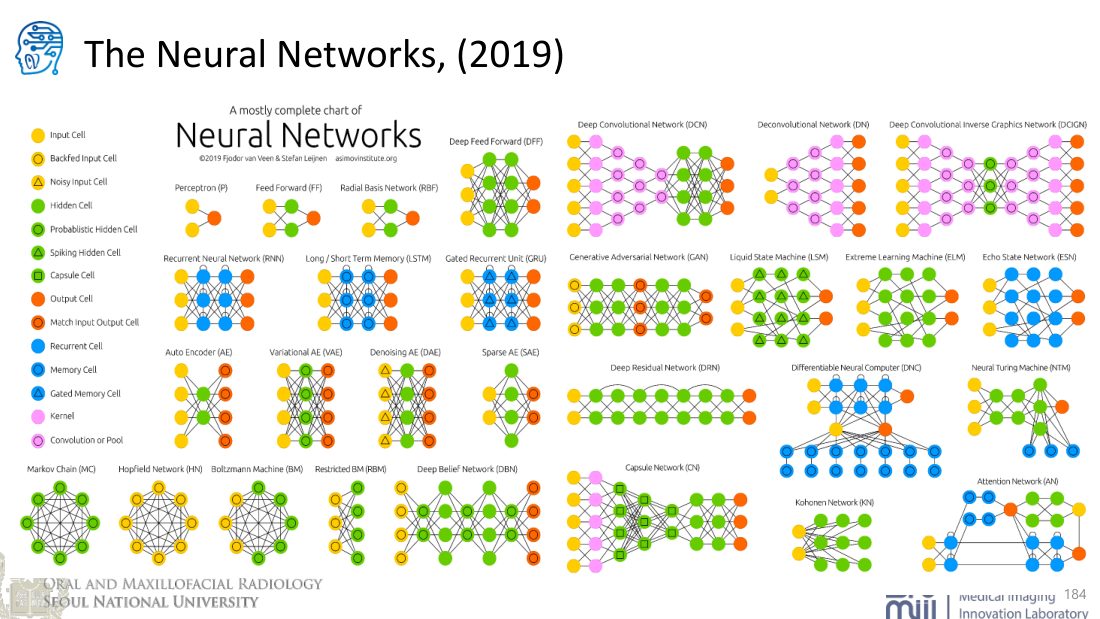 The Neural Networks, (2019)
A mostly complete chart of
Neural Networks
©2019 Fjodor van Veen & Stefan Leijnen asimovinstitute.org
Input Cell
Backfed Input Cell
Noisy Input Cell
Hidden Cell
Probablistic Hidden Cell
Spiking Hidden Cell
Capsule Cell
Output Cell
Match Input Output Cell
Recurrent Cell
Memory Cell
Gated Memory Cell
Kernel
Convolution or Pool
Perceptron (P)
Feed Forward (FF)
Radial Basis Network (RBF)
Deep Feed Forward (DFF)
Recurrent Neural Network (RNN)
Long / Short Term Memory (LSTM)
Gated Recurrent Unit (GRU)
Auto Encoder (AE)
Variational AE (VAE)
Denoising AE (DAE)
Sparse AE (SAE)
Markov Chain (MC)
Hopfield Network (HN)
Boltzmann Machine (BM)
Restricted BM (RBM)
Deep Belief Network (DBN)
Deep Convolutional Network (DCN)
Deconvolutional Network (DN)
Deep Convolutional Inverse Graphics Network (DCIGN)
Generative Adversarial Network (GAN)
Liquid State Machine (LSM)
Extreme Learning Machine (ELM)
Echo State Network (ESN)
Deep Residual Network (DRN)
Differentiable Neural Computer (DNC)
Neural Turing Machine (NTM)
Capsule Network (CN)
Kohonen Network (KN)
Attention Network (AN)
ORAL AND MAXILLOFACIAL RADIOLOGY
SEOUL NATIONAL UNIVERSITY
mii
Medical Imaging
Innovation Laboratory
184